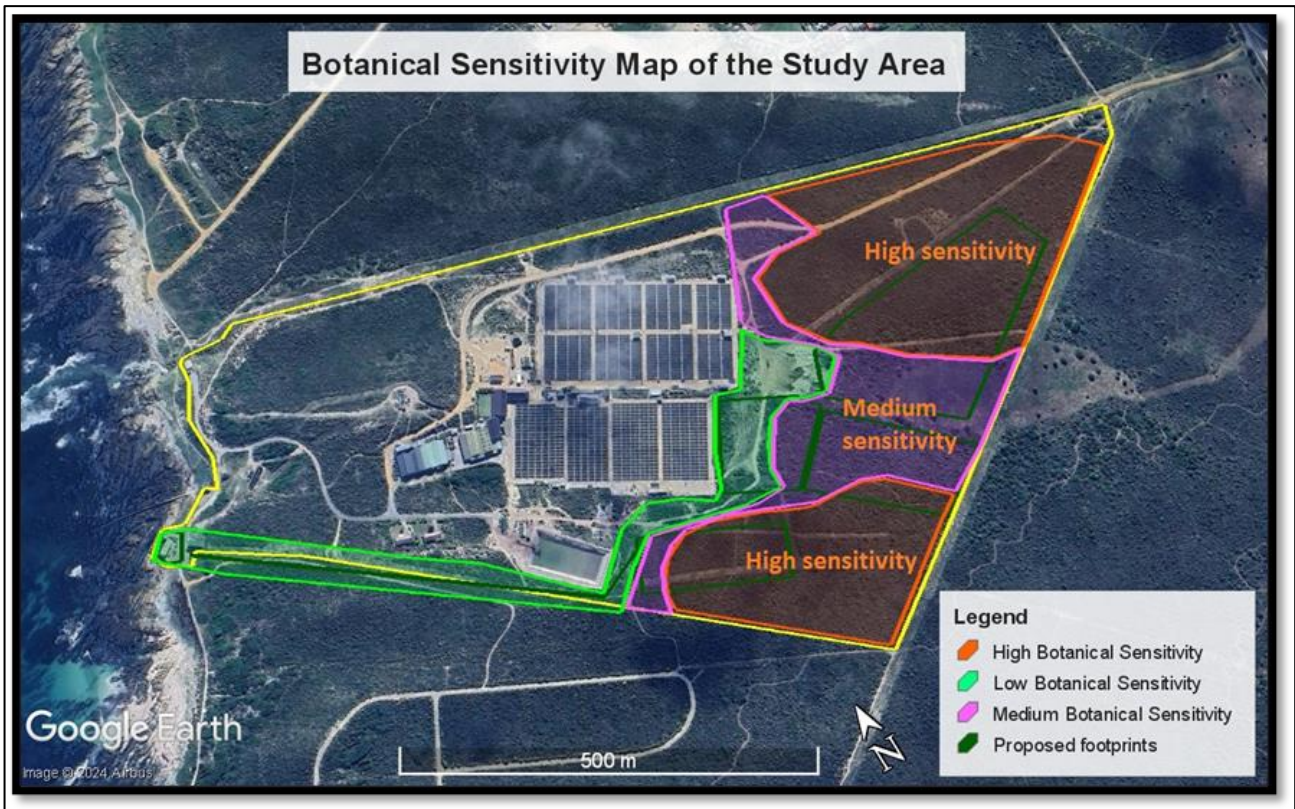 Botanical Sensitivity Map of the Study Area
High sensitivity
Medium
sensitivity
High sensitivity
Legend
High Botanical Sensitivity
Low Botanical Sensitivity
Medium Botanical Sensitivity
Proposed footprints
Google Earth
N
500 m
Image © 2024 Airbus